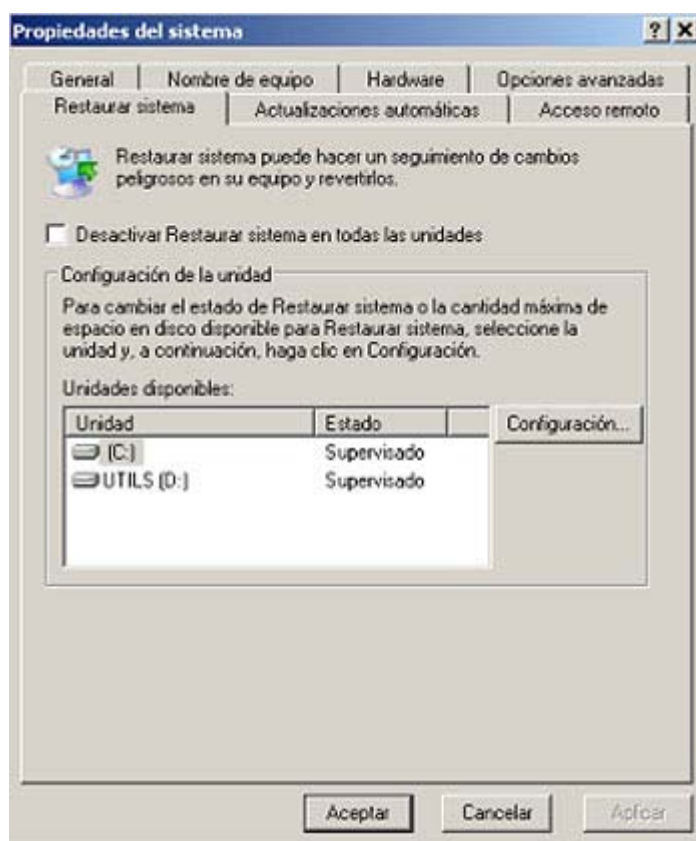 Propiedades del sistema
General
Nombre de equipo
Hardware
Opciones avanzadas
Restaurar sistema
Actualizaciones automáticas
Acceso remoto
Restaurar sistema puede hacer un seguimiento de cambios
peligrosos en su equipo y revertirlos.
Desactivar Restaurar sistema en todas las unidades
Configuración de la unidad
Para cambiar el estado de Restaurar sistema o la cantidad máxima de
espacio en disco disponible para Restaurar sistema, seleccione la
unidad y, a continuación, haga clic en Configuración.
Unidades disponibles:
Unidad
Estado
Configuración...
(C:)
Supervisado
UTILS (D:)
Supervisado
Aceptar
Cancelar
Aplicar